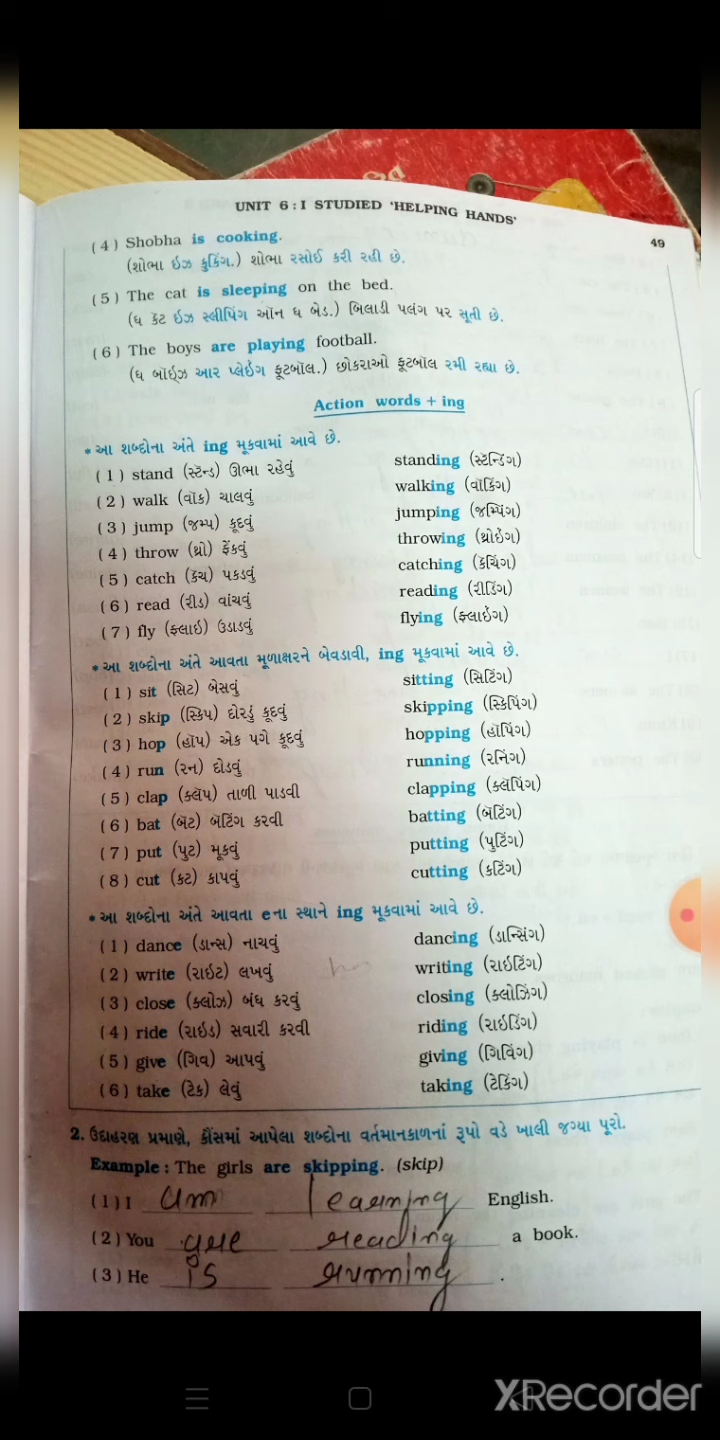 UNIT 6 : I STUDIED 'HELPING HANDS'
49
(4) Shobha is cooking.
(શોભા ઇઝ કુકિંગ.) શોભા રસોઈ કરી રહી છે.
(5) The cat is sleeping on the bed.
(ધ કૅટ ઇઝ સ્લીપિંગ ઑન ધ બેડ.) બિલાડી પલંગ પર સૂતી છે.
(6) The boys are playing football.
(ધ બૉઇઝ આર પ્લેઇંગ ફૂટબૉલ.) છોકરાઓ ફૂટબૉલ રમી રહ્યા છે.
Action words + ing
• આ શબ્દોના અંતે ing મૂકવામાં આવે છે.
(1) stand (સ્ટૅન્ડ) ઊભા રહેવું standing (સ્ટૅન્ડિંગ)
(2) walk (વૉક) ચાલવું walking (વૉકિંગ)
(3) jump (જમ્પ) કૂદવું jumping (જમ્પિંગ)
(4) throw (થ્રો) ફેંકવું throwing (થ્રોઇંગ)
(5) catch (કૅચ) પકડવું catching (કૅચિંગ)
(6) read (રીડ) વાંચવું reading (રીડિંગ)
(7) fly (ફ્લાઇ) ઉડાડવું flying (ફ્લાઇંગ)
• આ શબ્દોના અંતે આવતા મૂળાક્ષરને બેવડાવી, ing મૂકવામાં આવે છે.
(1) sit (સિટ) બેસવું sitting (સિટિંગ)
(2) skip (સ્કિપ) દોરડું કૂદવું skipping (સ્કિપિંગ)
(3) hop (હૉપ) એક પગે કૂદવું hopping (હૉપિંગ)
(4) run (રન) દોડવું running (રનિંગ)
(5) clap (ક્લૅપ) તાળી પાડવી clapping (ક્લૅપિંગ)
(6) bat (બૅટ) બૅટિંગ કરવી batting (બૅટિંગ)
(7) put (પુટ) મૂકવું putting (પુટિંગ)
(8) cut (કટ) કાપવું cutting (કટિંગ)
• આ શબ્દોના અંતે આવતા eના સ્થાને ing મૂકવામાં આવે છે.
(1) dance (ડાન્સ) નાચવું dancing (ડાન્સિંગ)
(2) write (રાઇટ) લખવું writing (રાઇટિંગ)
(3) close (ક્લોઝ) બંધ કરવું closing (ક્લોઝિંગ)
(4) ride (રાઇડ) સવારી કરવી riding (રાઇડિંગ)
(5) give (ગિવ) આપવું giving (ગિવિંગ)
(6) take (ટેક) લેવું taking (ટેકિંગ)
2. ઉદાહરણ પ્રમાણે, કૌંસમાં આપેલા શબ્દોના વર્તમાનકાળનાં રૂપો વડે ખાલી જગ્યા પૂરો.
Example : The girls are skipping. (skip)
(1) I am learning English.
(2) You reading a book.
(3) He is running .
XRecorder